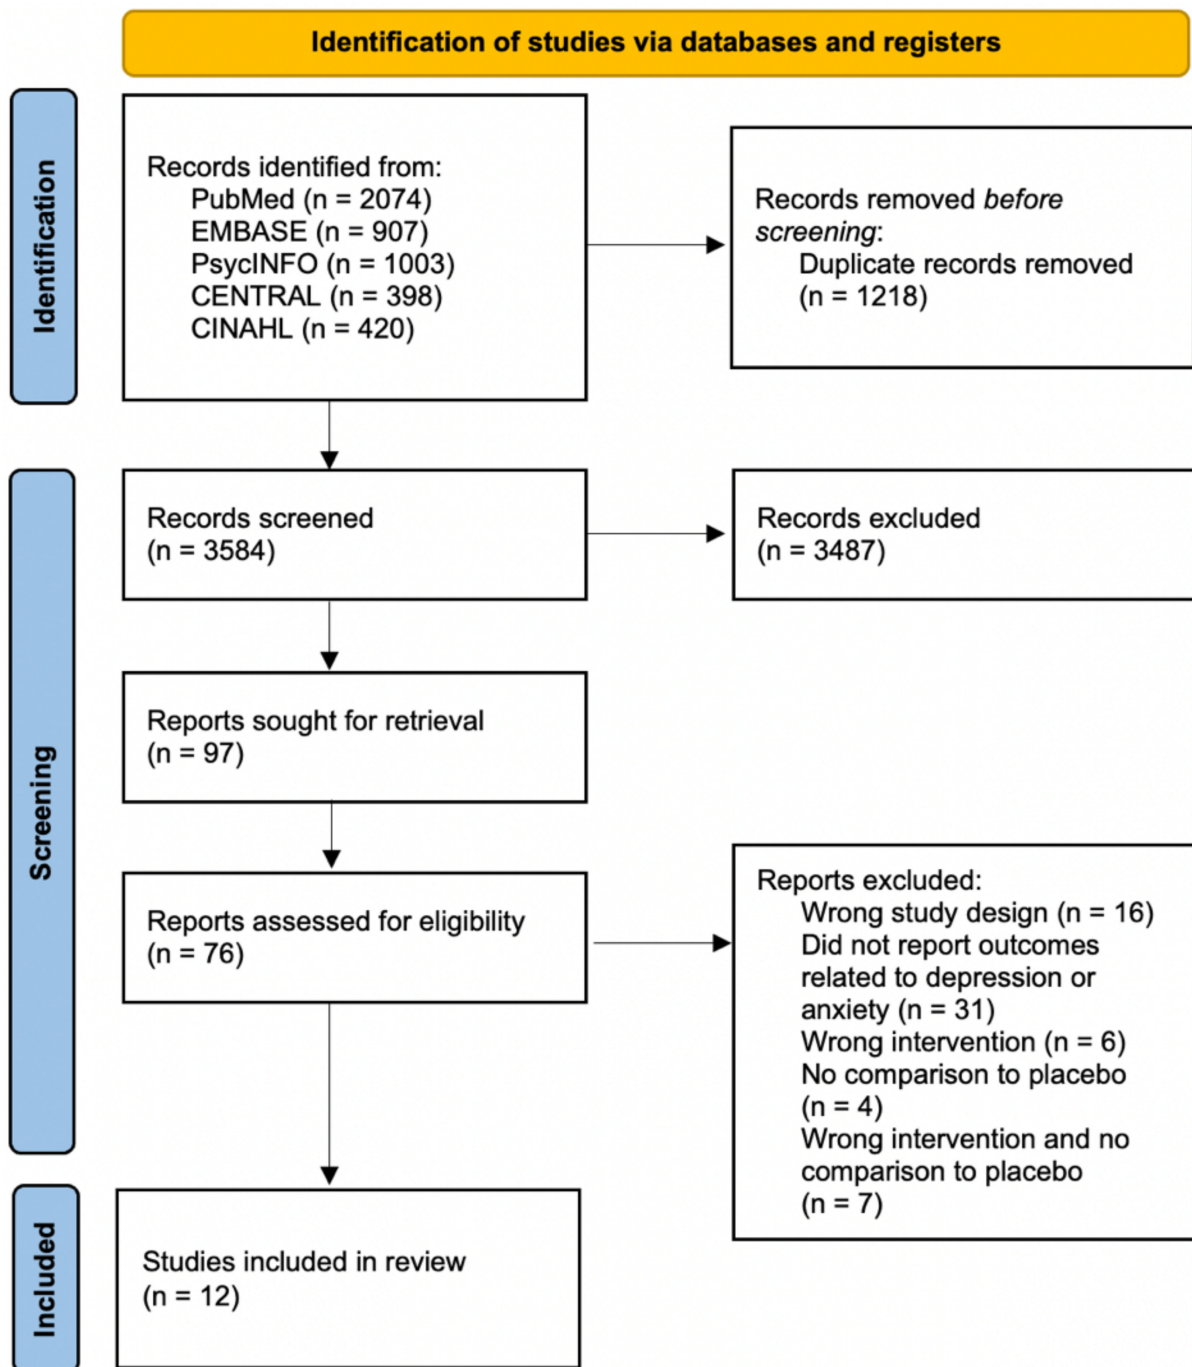 Identification of studies via databases and registers
Identification
Records identified from:
PubMed (n = 2074)
EMBASE (n = 907)
PsycINFO (n = 1003)
CENTRAL (n = 398)
CINAHL (n = 420)
Records removed before
screening:
Duplicate records removed
(n = 1218)
Screening
Records screened
(n = 3584)
Records excluded
(n = 3487)
Reports sought for retrieval
(n = 97)
Reports assessed for eligibility
(n = 76)
Reports excluded:
Wrong study design (n = 16)
Did not report outcomes
related to depression or
anxiety (n = 31)
Wrong intervention (n = 6)
No comparison to placebo
(n = 4)
Wrong intervention and no
comparison to placebo
(n = 7)
Included
Studies included in review
(n = 12)